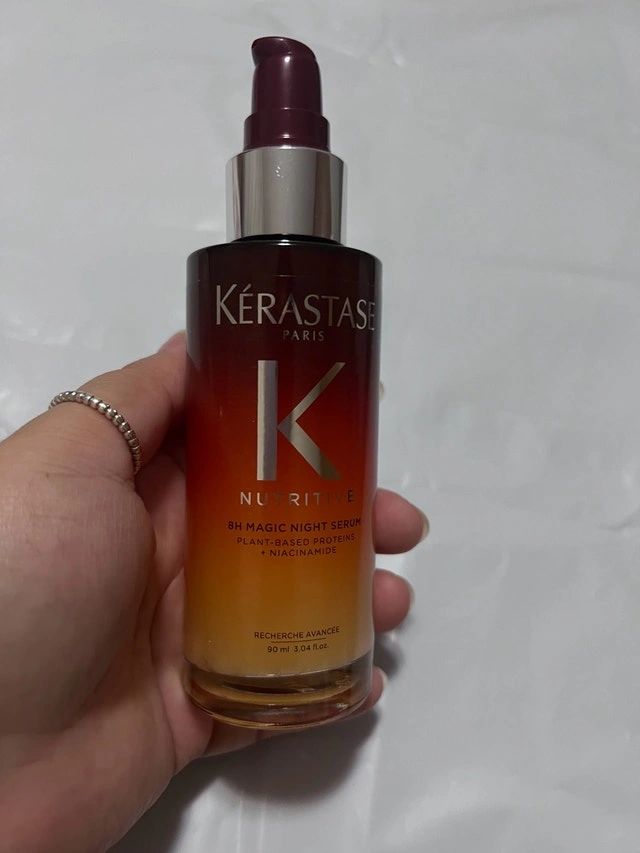 KÉRASTASE
PARIS
K
NUTRITIVE
8H MAGIC NIGHT SERUM
PLANT-BASED PROTEINS
+ NIACINAMIDE
RECHERCHE AVANCÉE
90 ml 3.04 fl.oz.